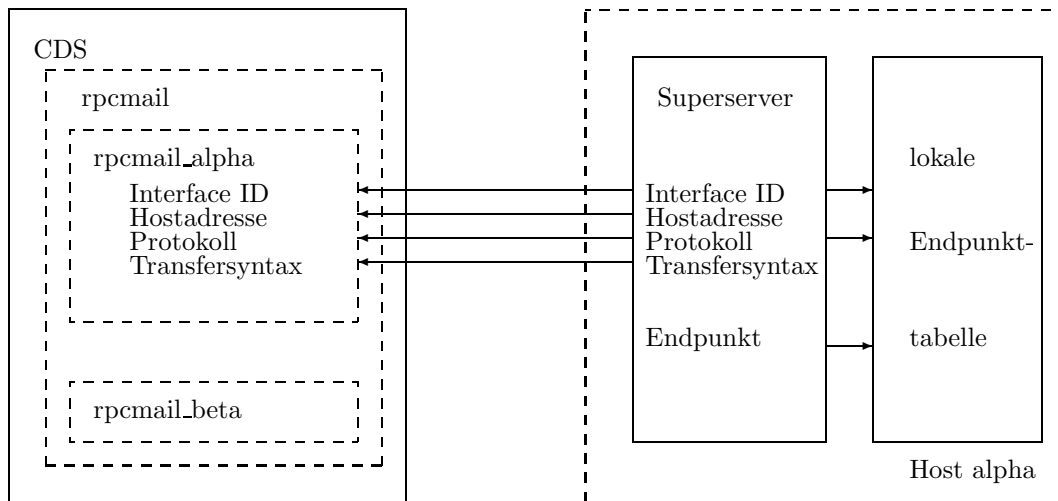 CDS
rpcmail
rpcmail_alpha
Interface ID
Hostadresse
Protokoll
Transfersyntax
rpcmail_beta
Superserver
Interface ID
Hostadresse
Protokoll
Transfersyntax
Endpunkt
lokale
Endpunkt-
tabelle
Host alpha